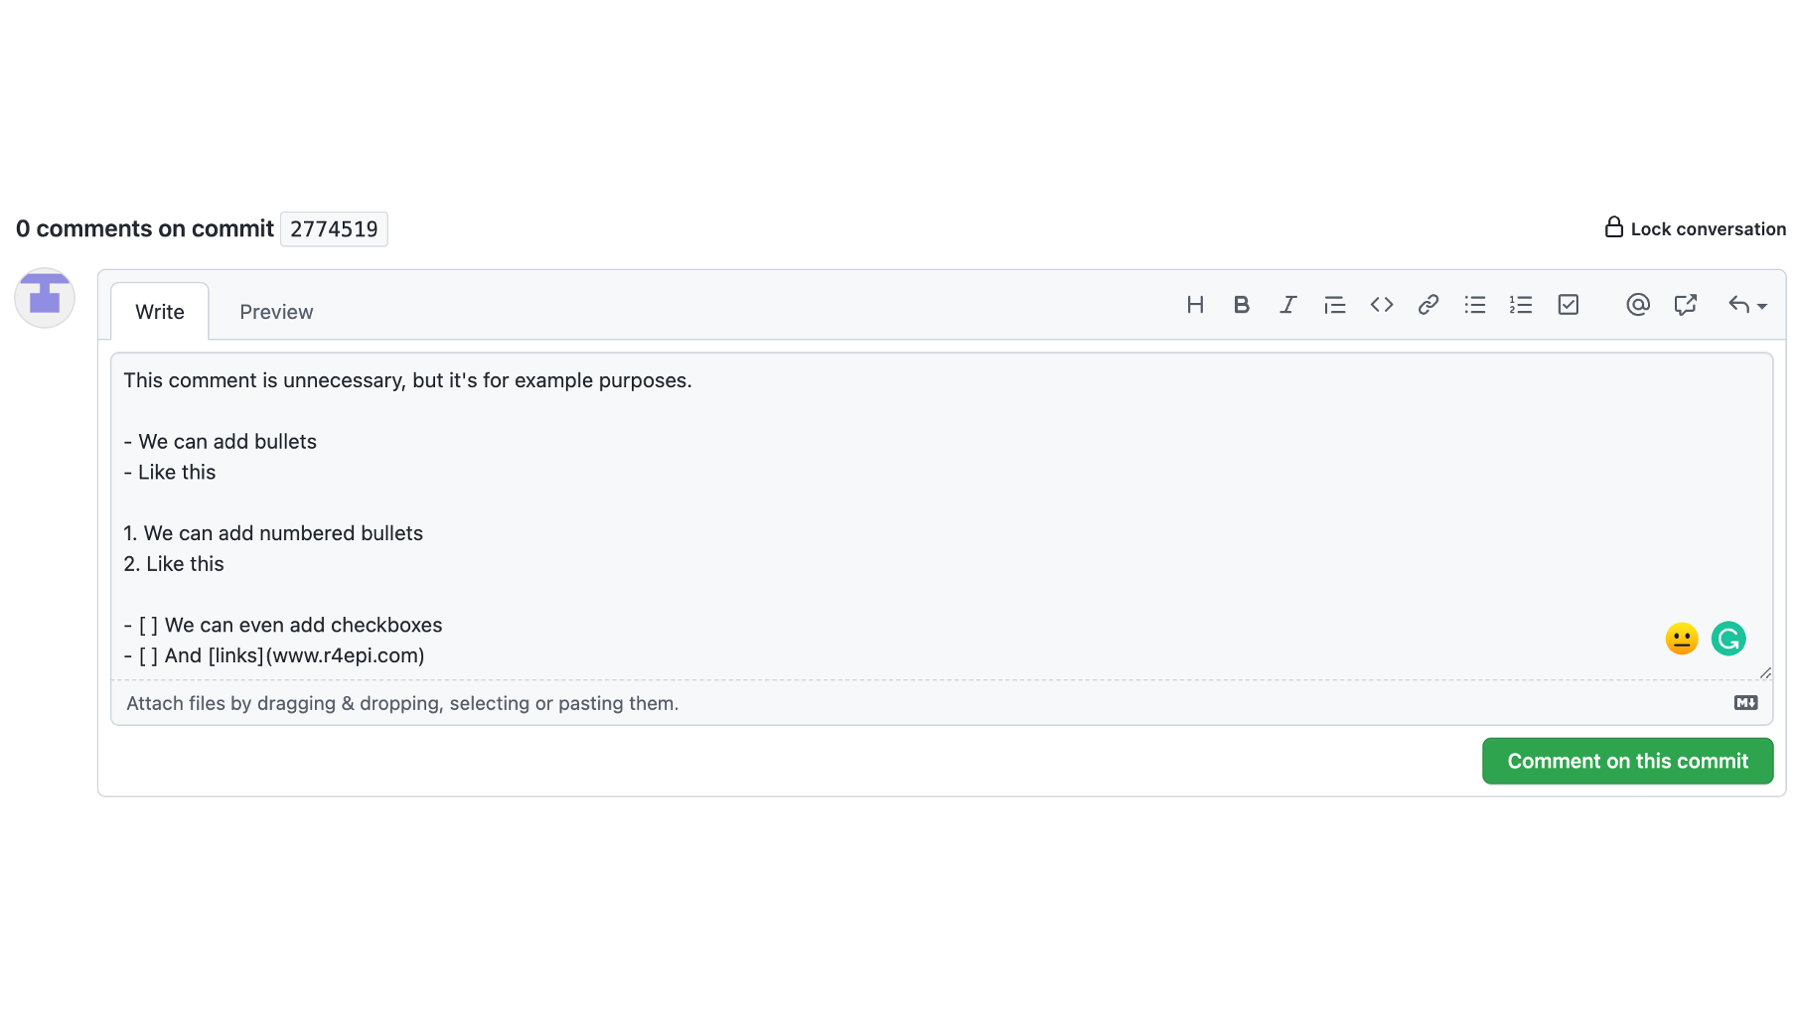 0 comments on commit 2774519
Lock conversation
Write Preview
This comment is unnecessary, but it's for example purposes.
- We can add bullets
- Like this
1. We can add numbered bullets
2. Like this
- [ ] We can even add checkboxes
- [ ] And [links](www.r4epi.com)
Attach files by dragging & dropping, selecting or pasting them.
Comment on this commit